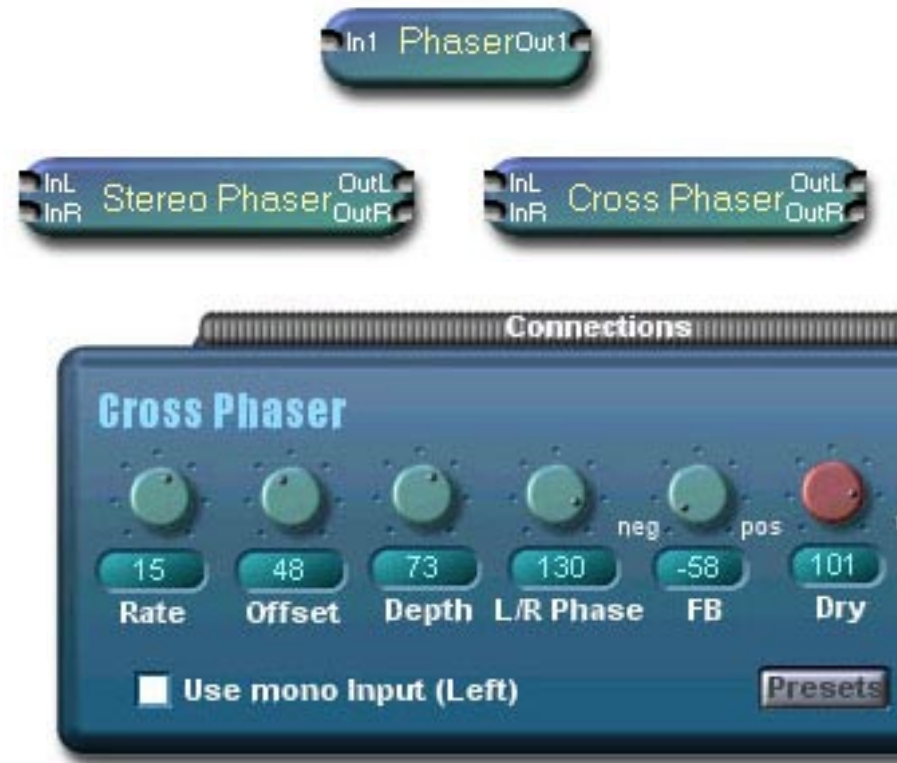 In1 Phaser Out1
InL Stereo Phaser OutL
InR OutR
InL Cross Phaser OutL
InR OutR
Connections
Cross Phaser
neg pos
15 48 73 130 -58 101
Rate Offset Depth L/R Phase FB Dry
Use mono Input (Left) Presets